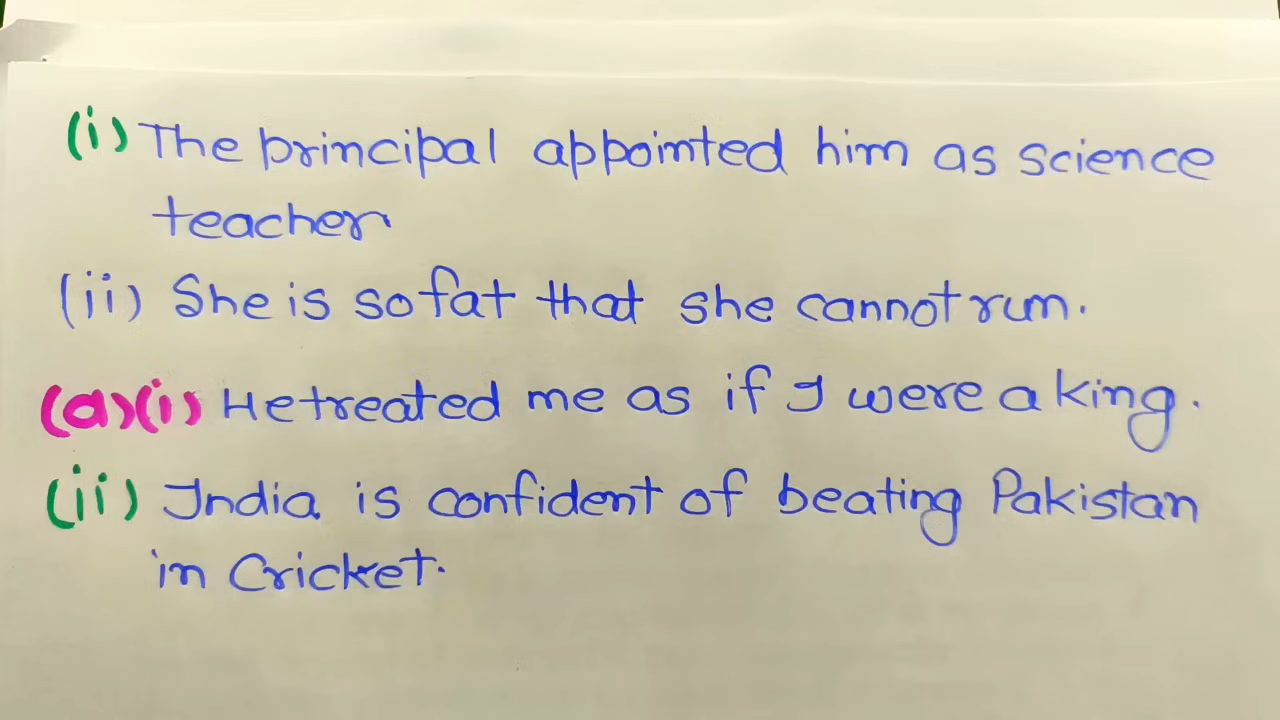 (i) The principal appointed him as science
teacher
(ii) She is so fat that she cannot run.
(a)(i) He treated me as if I were a king.
(ii) India is confident of beating Pakistan
in Cricket.